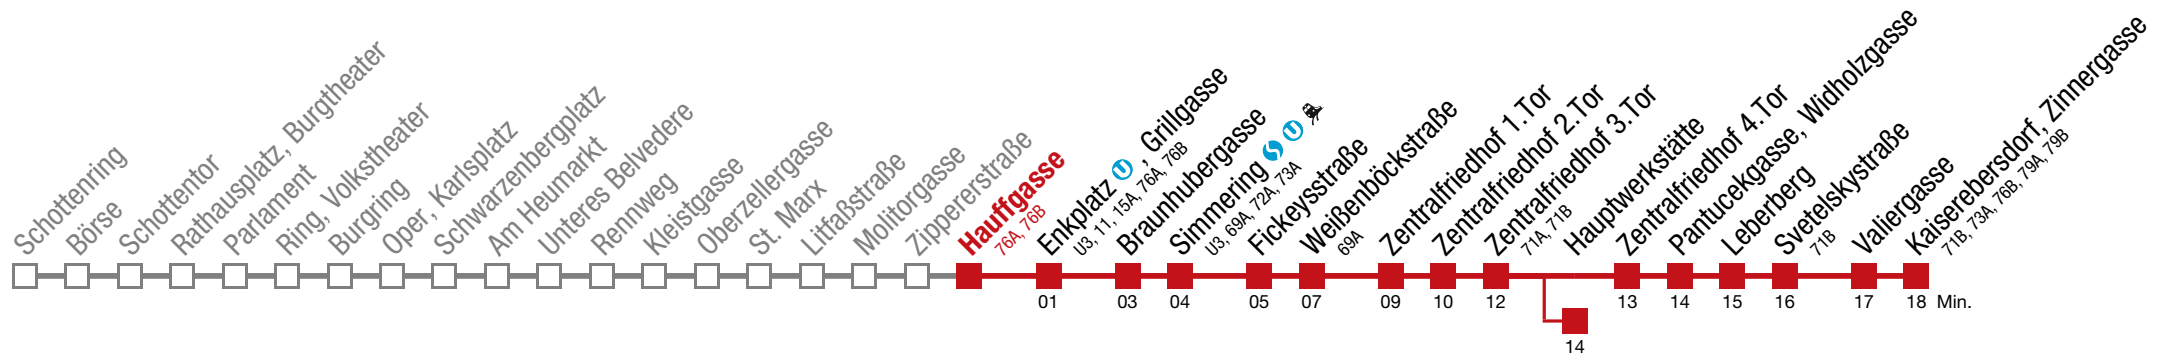 Schottenring
Börse
Schottentor
Rathausplatz, Burgtheater
Parlament
Ring, Volkstheater
Burgring
Oper, Karlsplatz
Schwarzenbergplatz
Am Heumarkt
Unteres Belvedere
Rennweg
Kleistgasse
Oberzellergasse
St. Marx
Litfaßstraße
Molitorgasse
Zippererstraße
Hauffgasse
76A, 76B
Enkplatz U, Grillgasse
U3, 11, 15A, 76A, 76B
Braunhubergasse
Simmering S U
U3, 69A, 72A, 73A
Fickeysstraße
Weißenböckstraße
69A
Zentralfriedhof 1.Tor
Zentralfriedhof 2.Tor
Zentralfriedhof 3.Tor
71A, 71B
Hauptwerkstätte
Zentralfriedhof 4.Tor
Pantucekgasse, Widholzgasse
Leberberg
Svetelskystraße
71B
Valiergasse
Kaiserebersdorf, Zinnergasse
71B, 73A, 76B, 79A, 79B
01 03 04 05 07 09 10 12 13 14 15 16 17 18 Min.
14